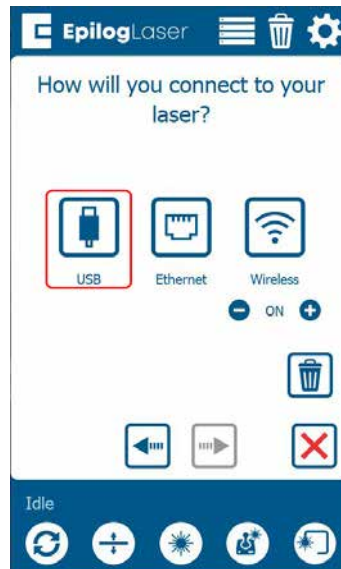 EpilogLaser
How will you connect to your
laser?
USB Ethernet Wireless
ON
Idle